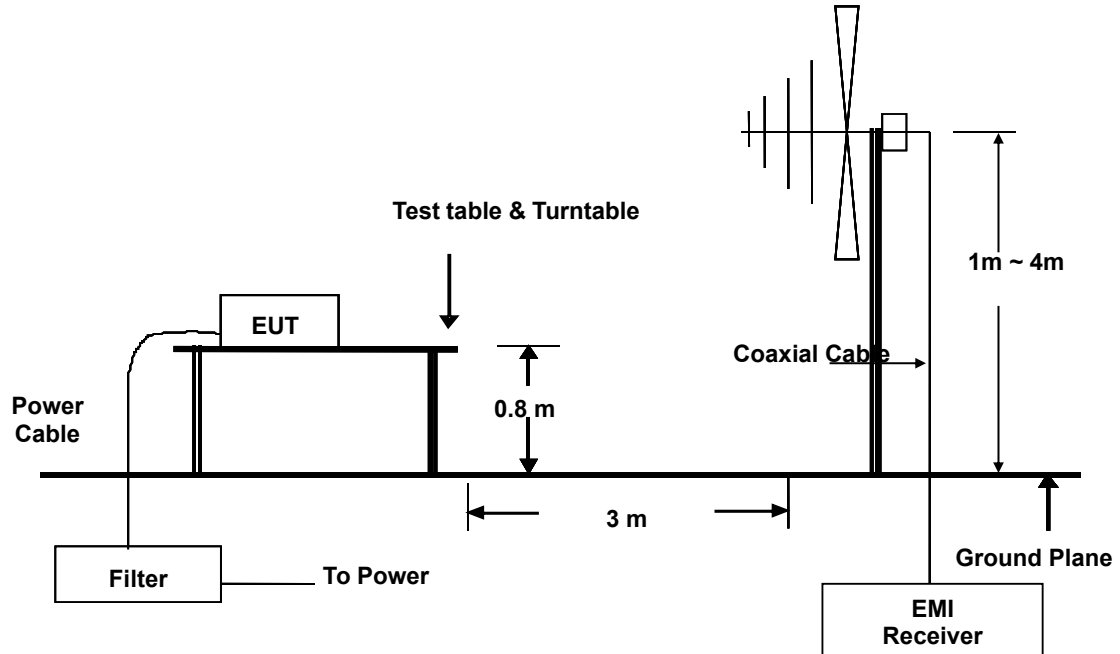 Test table & Turntable
EUT
1m ~ 4m
Coaxial Cable
0.8 m
Power
Cable
3 m
Ground Plane
Filter
To Power
EMI
Receiver